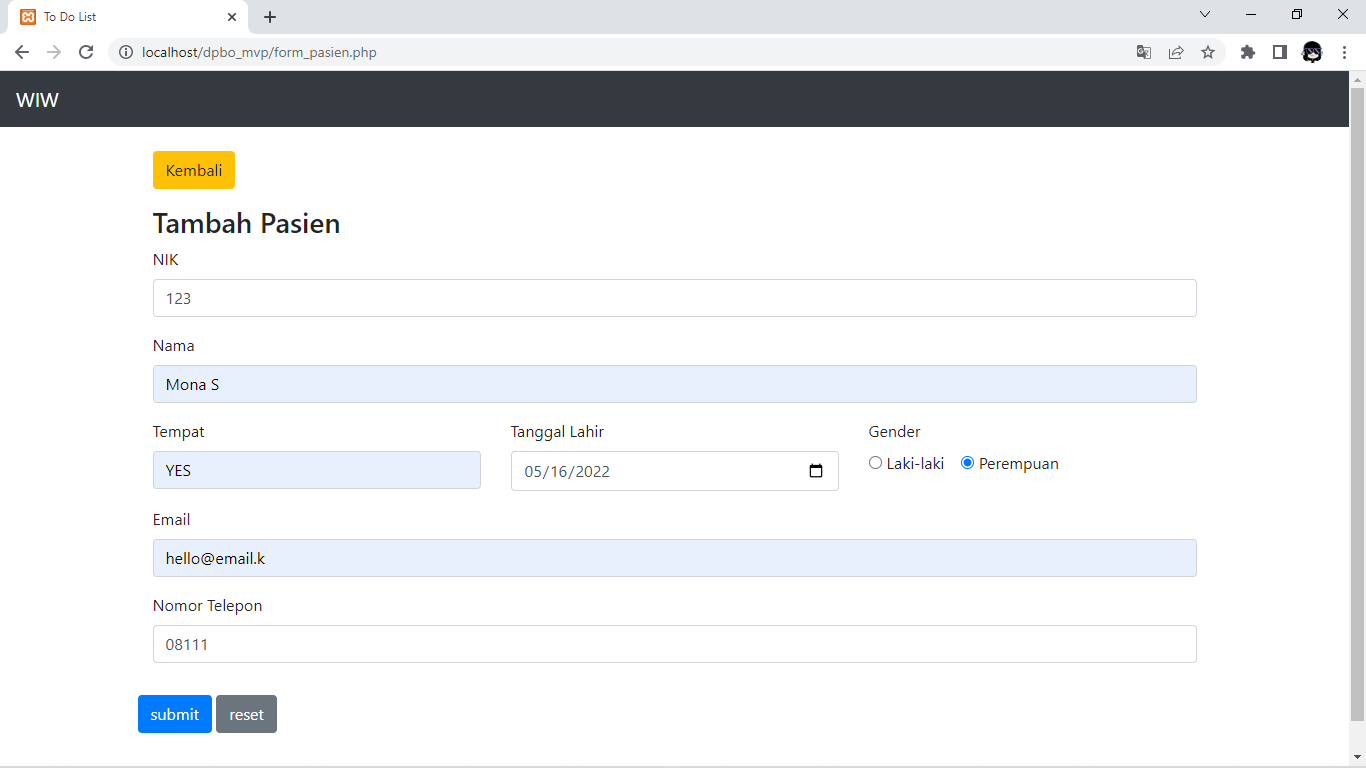 To Do List
localhost/dpbo_mvp/form_pasien.php
WIW
Kembali
Tambah Pasien
NIK
123
Nama
Mona S
Tempat Tanggal Lahir Gender
YES 05/16/2022 Laki-laki Perempuan
Email
hello@email.k
Nomor Telepon
08111
submit reset